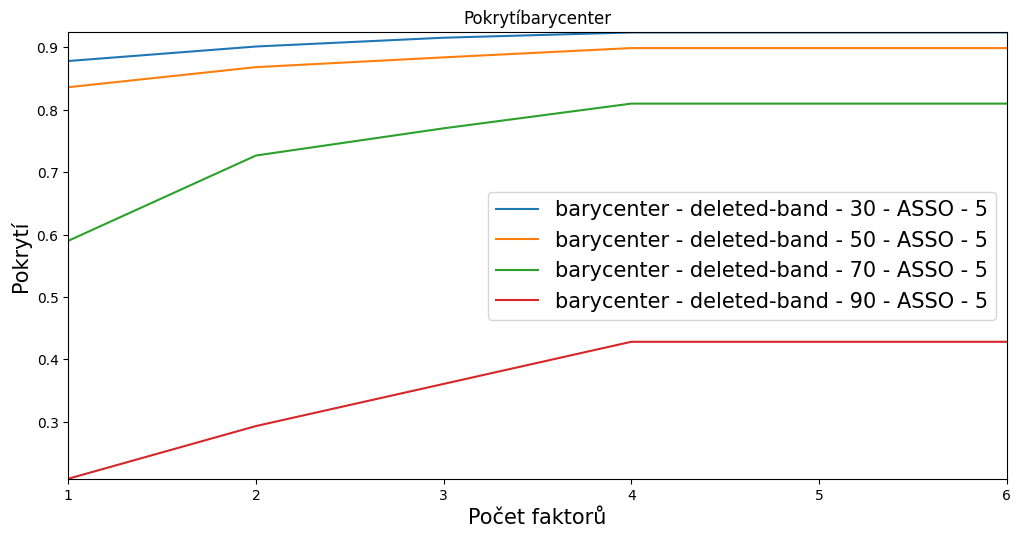 Pokrytíbarycenter
0.9
0.8
0.7
0.6
0.5
0.4
0.3
Pokrytí
barycenter - deleted-band - 30 - ASSO - 5
barycenter - deleted-band - 50 - ASSO - 5
barycenter - deleted-band - 70 - ASSO - 5
barycenter - deleted-band - 90 - ASSO - 5
1 2 3 4 5 6
Počet faktorů